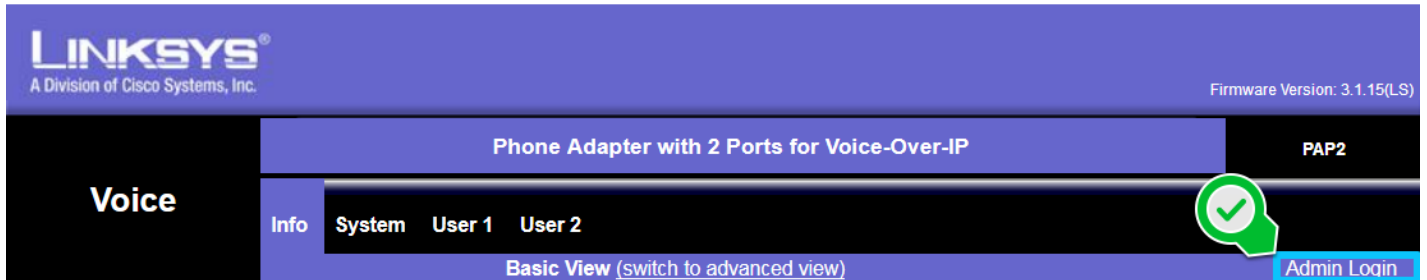 LINKSYS®
A Division of Cisco Systems, Inc.
Firmware Version: 3.1.15(LS)
Phone Adapter with 2 Ports for Voice-Over-IP
PAP2
Voice
Info System User 1 User 2
Basic View (switch to advanced view)
Admin Login